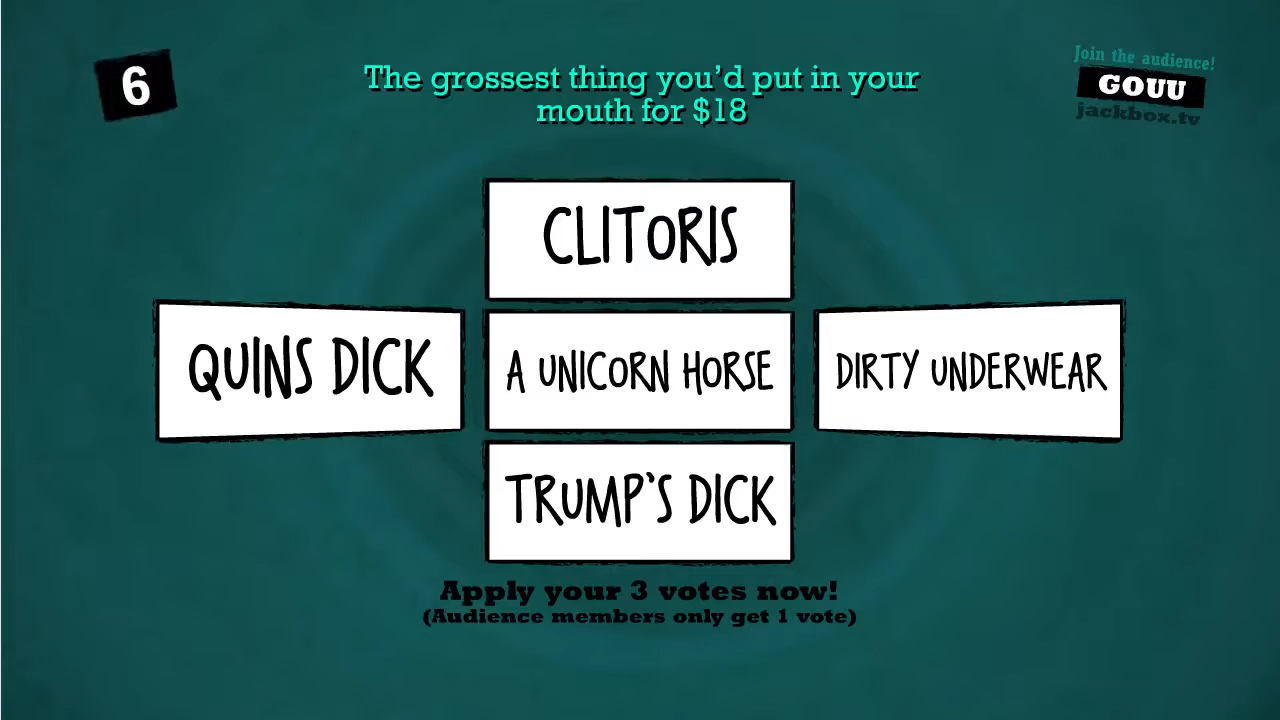 6
The grossest thing you'd put in your
mouth for $18
Join the audience!
GOUU
jackbox.tv
CLITORIS
QUINS DICK
A UNICORN HORSE
DIRTY UNDERWEAR
TRUMP'S DICK
Apply your 3 votes now!
(Audience members only get 1 vote)